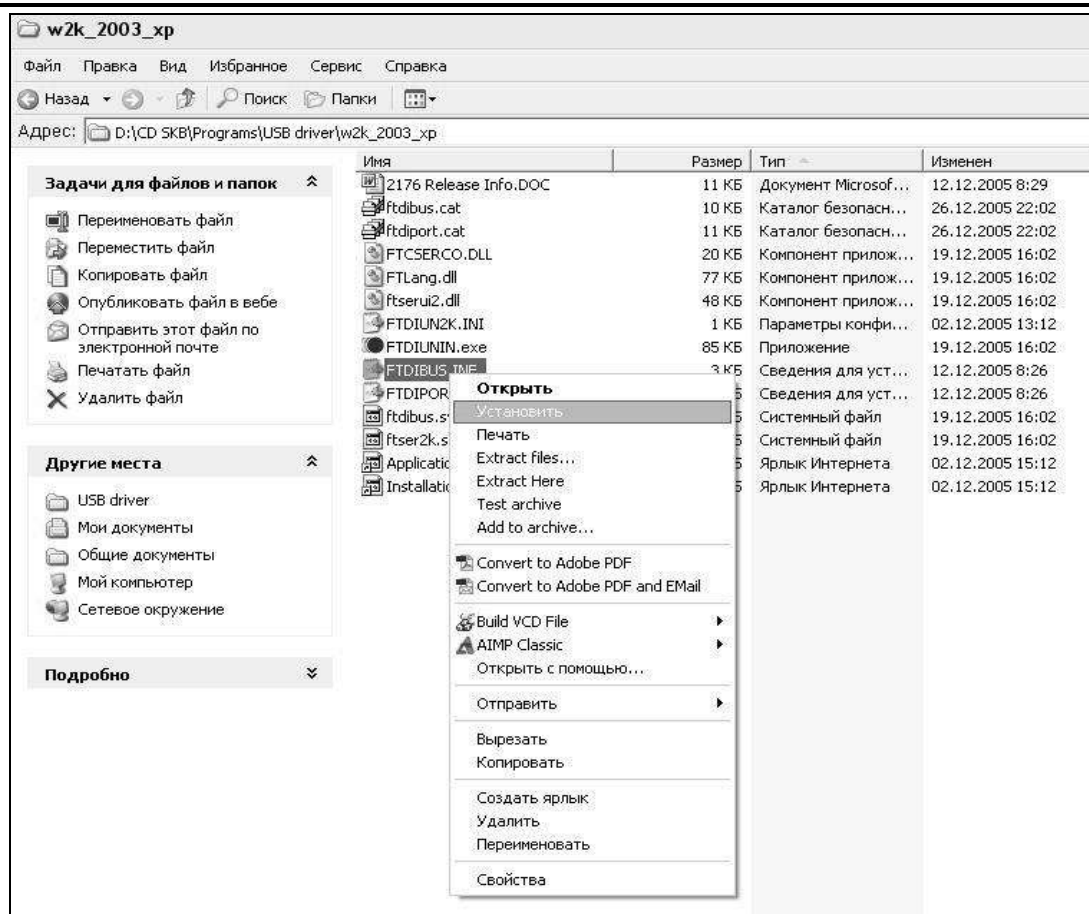 w2k_2003_xp
Файл Правка Вид Избранное Сервис Справка
Назад Поиск Папки
Адрес: D:\CD SKB\Programs\USB driver\w2k_2003_xp
Задачи для файлов и папок
Переименовать файл
Переместить файл
Копировать файл
Опубликовать файл в вебе
Отправить этот файл по
электронной почте
Печатать файл
Удалить файл
Другие места
USB driver
Мои документы
Общие документы
Мой компьютер
Сетевое окружение
Подробно
Имя Размер Тип Изменен
2176 Release Info.DOC 11 КБ Документ Microsof... 12.12.2005 8:29
ftdibus.cat 10 КБ Каталог безопасн... 26.12.2005 22:02
ftdiport.cat 11 КБ Каталог безопасн... 26.12.2005 22:02
FTCSERCO.DLL 20 КБ Компонент прилож... 19.12.2005 16:02
FTLang.dll 77 КБ Компонент прилож... 19.12.2005 16:02
ftserui2.dll 48 КБ Компонент прилож... 19.12.2005 16:02
FTDIUN2K.INI 1 КБ Параметры конфи... 02.12.2005 13:12
FTDIUNIN.exe 85 КБ Приложение 19.12.2005 16:02
FTDIBUS.INF 3 КБ Сведения для уст... 12.12.2005 8:26
FTDIPOR Б Сведения для уст... 12.12.2005 8:26
ftdibus.s Б Системный файл 19.12.2005 16:02
ftser2k.s Б Системный файл 19.12.2005 16:02
Applicatic Б Ярлык Интернета 02.12.2005 15:12
Installatic Б Ярлык Интернета 02.12.2005 15:12
Открыть
Установить
Печать
Extract files...
Extract Here
Test archive
Add to archive...
Convert to Adobe PDF
Convert to Adobe PDF and EMail
Build VCD File
AIMP Classic
Открыть с помощью...
Отправить
Вырезать
Копировать
Создать ярлык
Удалить
Переименовать
Свойства